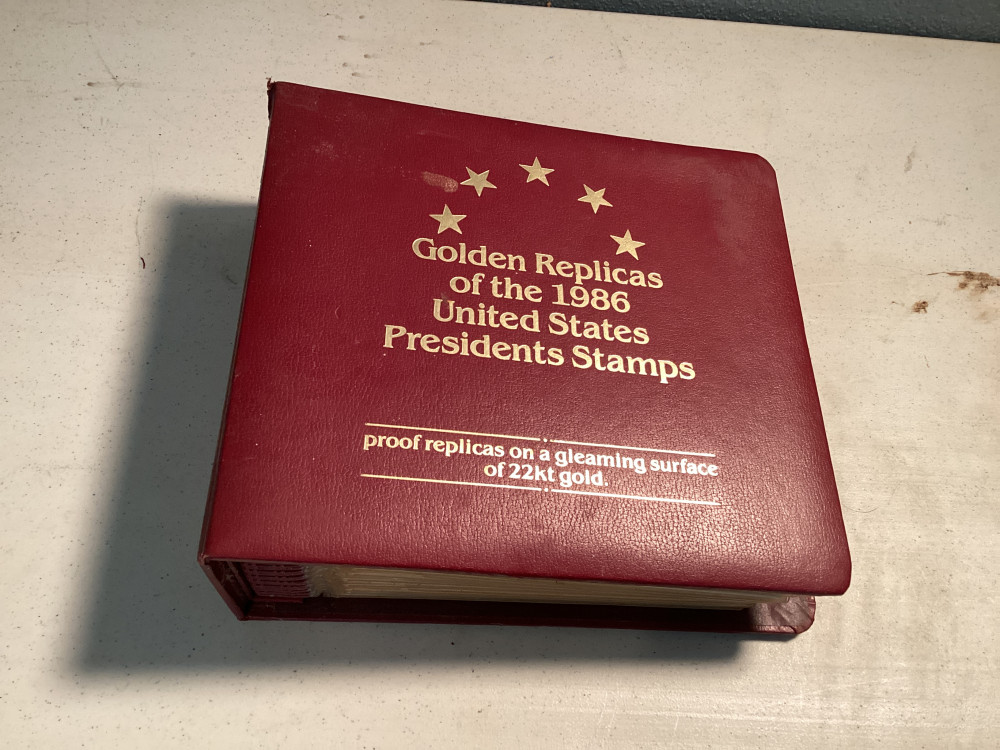 Golden Replicas
of the 1986
United States
Presidents Stamps
proof replicas on a gleaming surface
of 22kt gold.